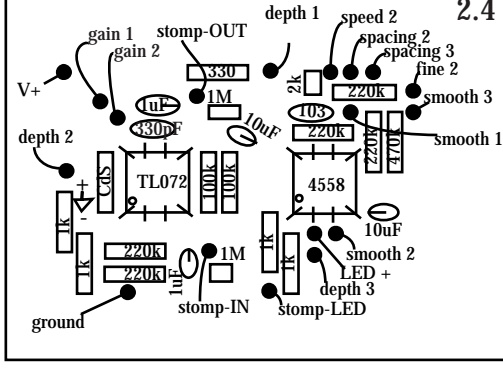 2.4
depth 1
speed 2
spacing 2
spacing 3
fine 2
smooth 3
smooth 1
gain 1
gain 2
stomp-OUT
V+
330
1uF
1M
330pF
10uF
2k
220k
103
220k
220k
470k
depth 2
CdS
TL072
100k
100k
4558
+
-
1k
1k
220k
220k
1uF
1M
1k
1k
10uF
smooth 2
LED +
depth 3
stomp-IN
stomp-LED
ground